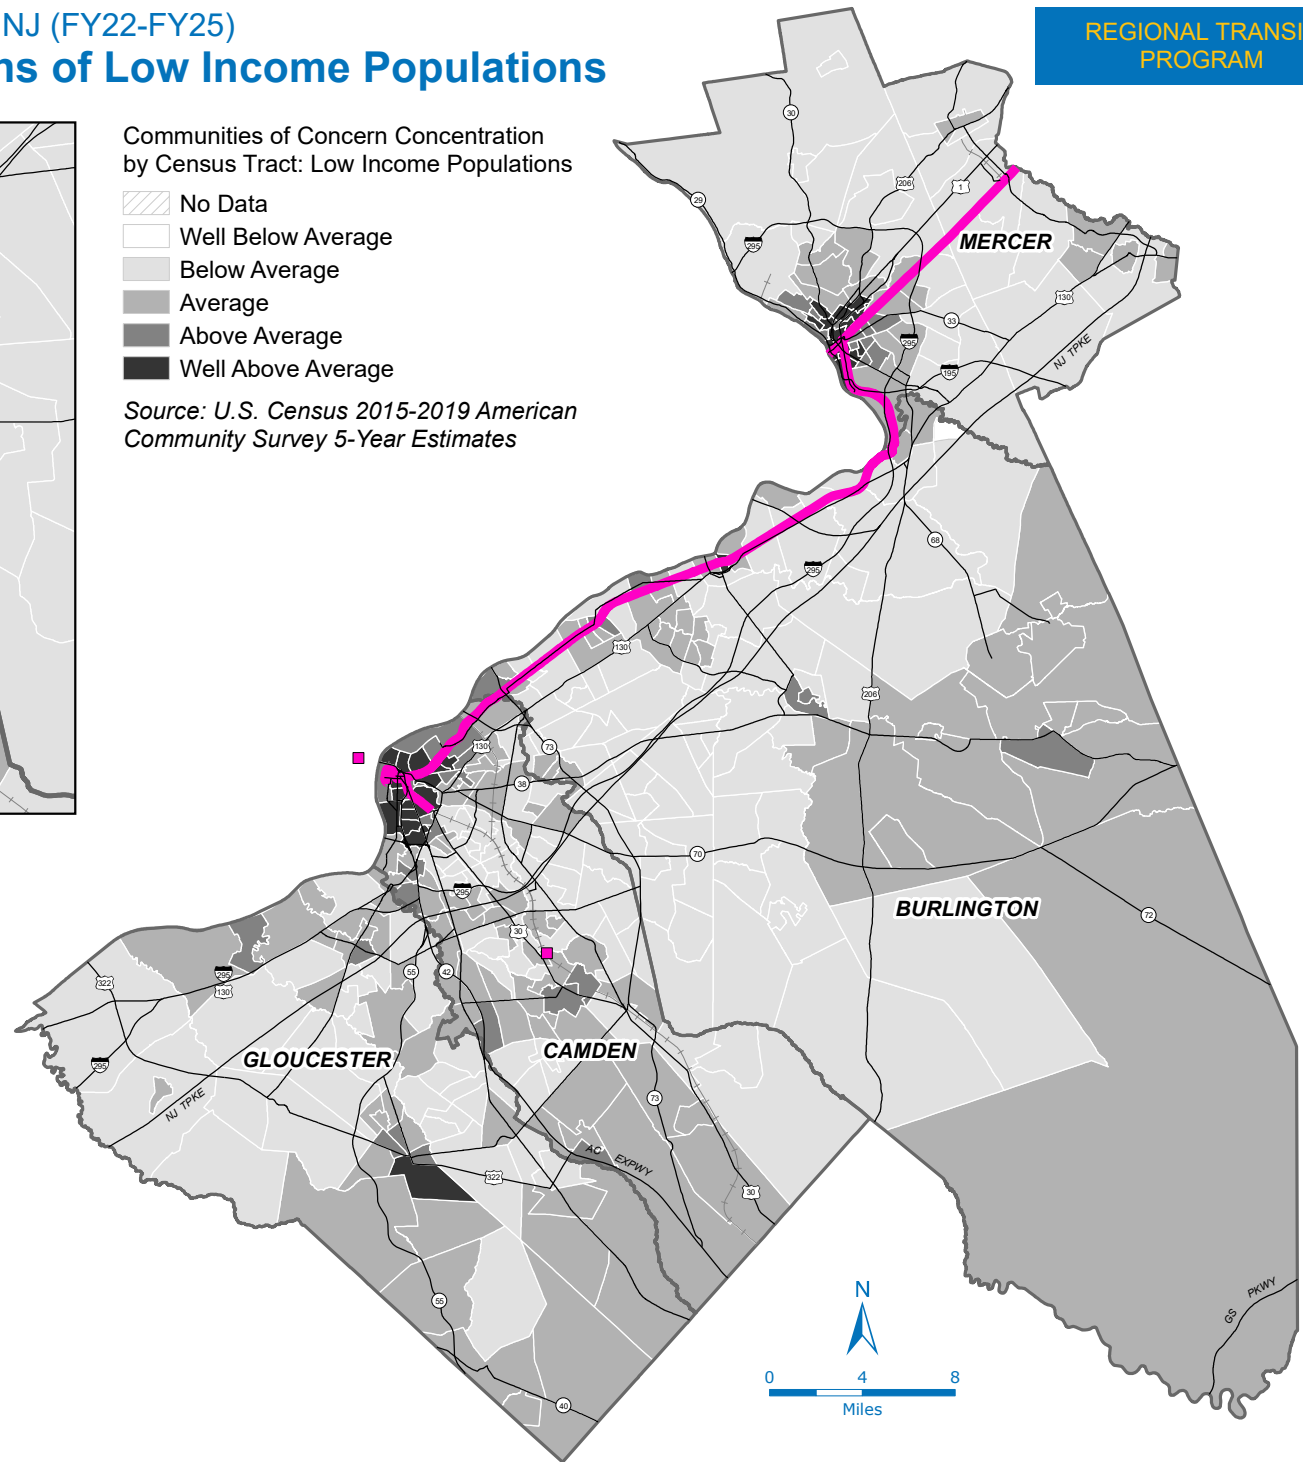 NJ (FY22-FY25)
ns of Low Income Populations
REGIONAL TRANSI
PROGRAM
Communities of Concern Concentration
by Census Tract: Low Income Populations
No Data
Well Below Average
Below Average
Average
Above Average
Well Above Average
Source: U.S. Census 2015-2019 American
Community Survey 5-Year Estimates
30
206
1
29
295
MERCER
130
33
295
NJ TPKE
195
68
295
130
206
130
73
38
70
295
BURLINGTON
72
30
55
42
295
130
322
GLOUCESTER
CAMDEN
295
NJ TPKE
73
AC EXPWY
322
30
55
40
GS PKWY
N
0 4 8
Miles